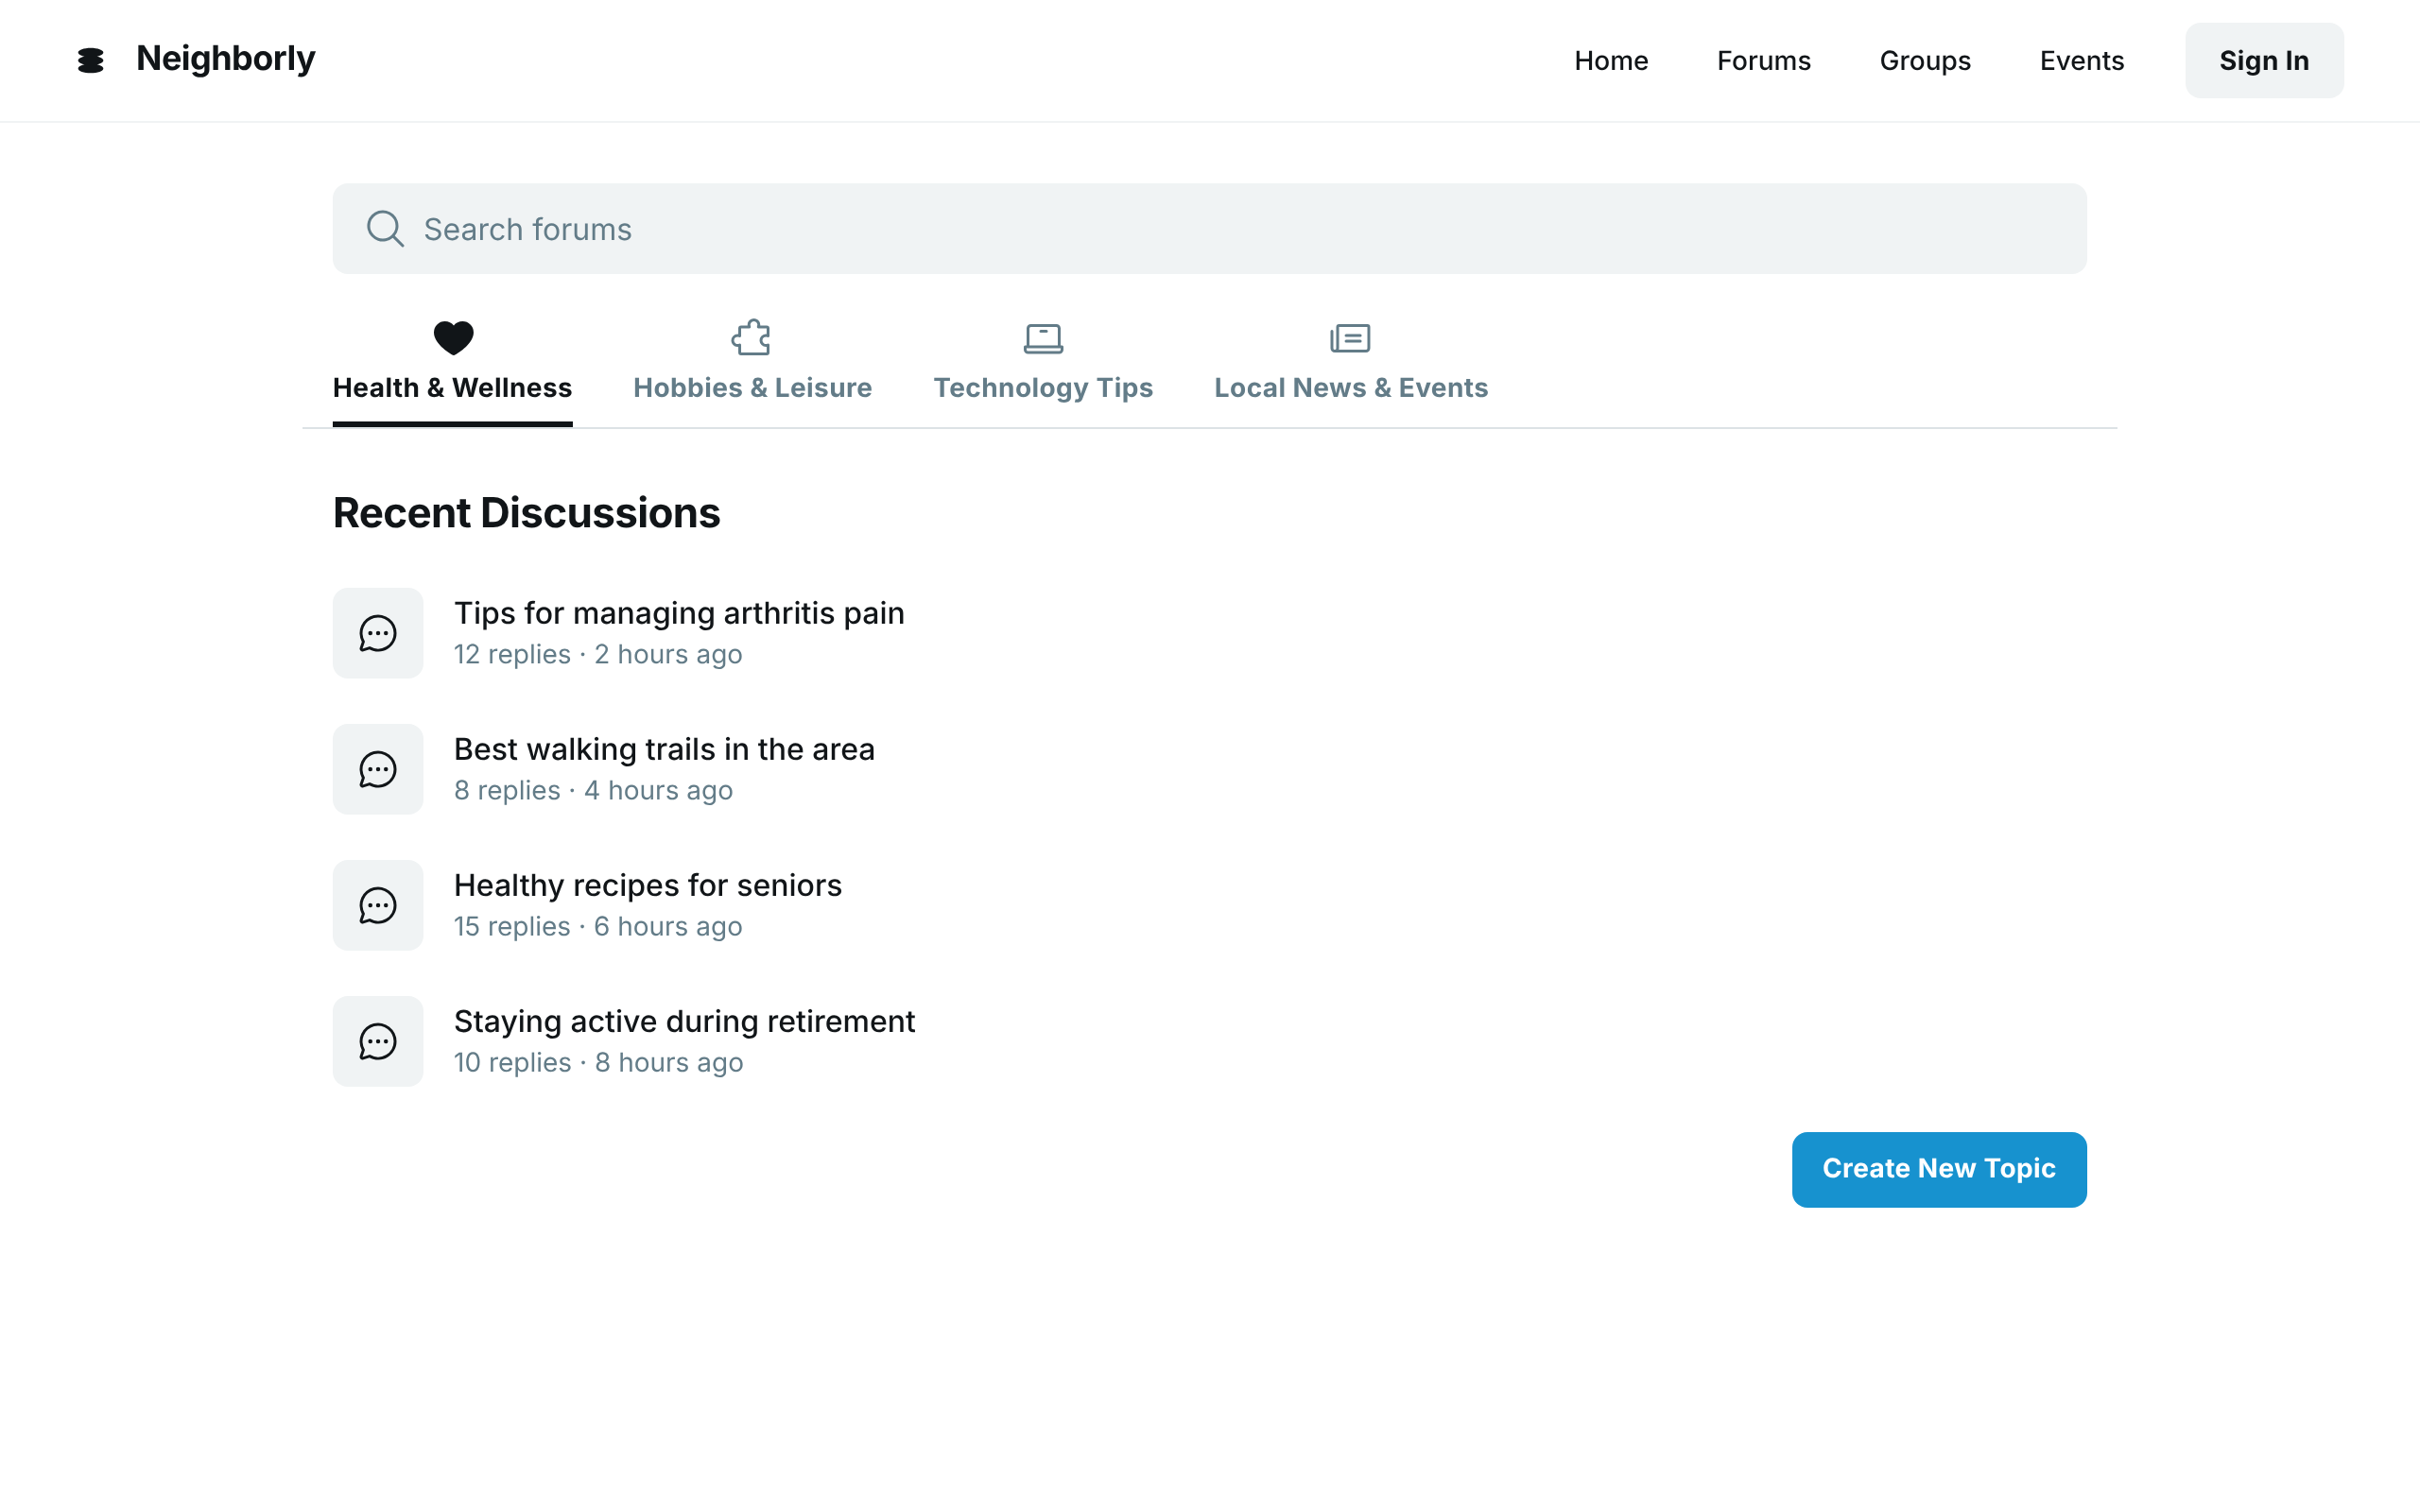 Neighborly
Home
Forums
Groups
Events
Sign In
Search forums
Health & Wellness
Hobbies & Leisure
Technology Tips
Local News & Events
Recent Discussions
Tips for managing arthritis pain
12 replies · 2 hours ago
Best walking trails in the area
8 replies · 4 hours ago
Healthy recipes for seniors
15 replies · 6 hours ago
Staying active during retirement
10 replies · 8 hours ago
Create New Topic